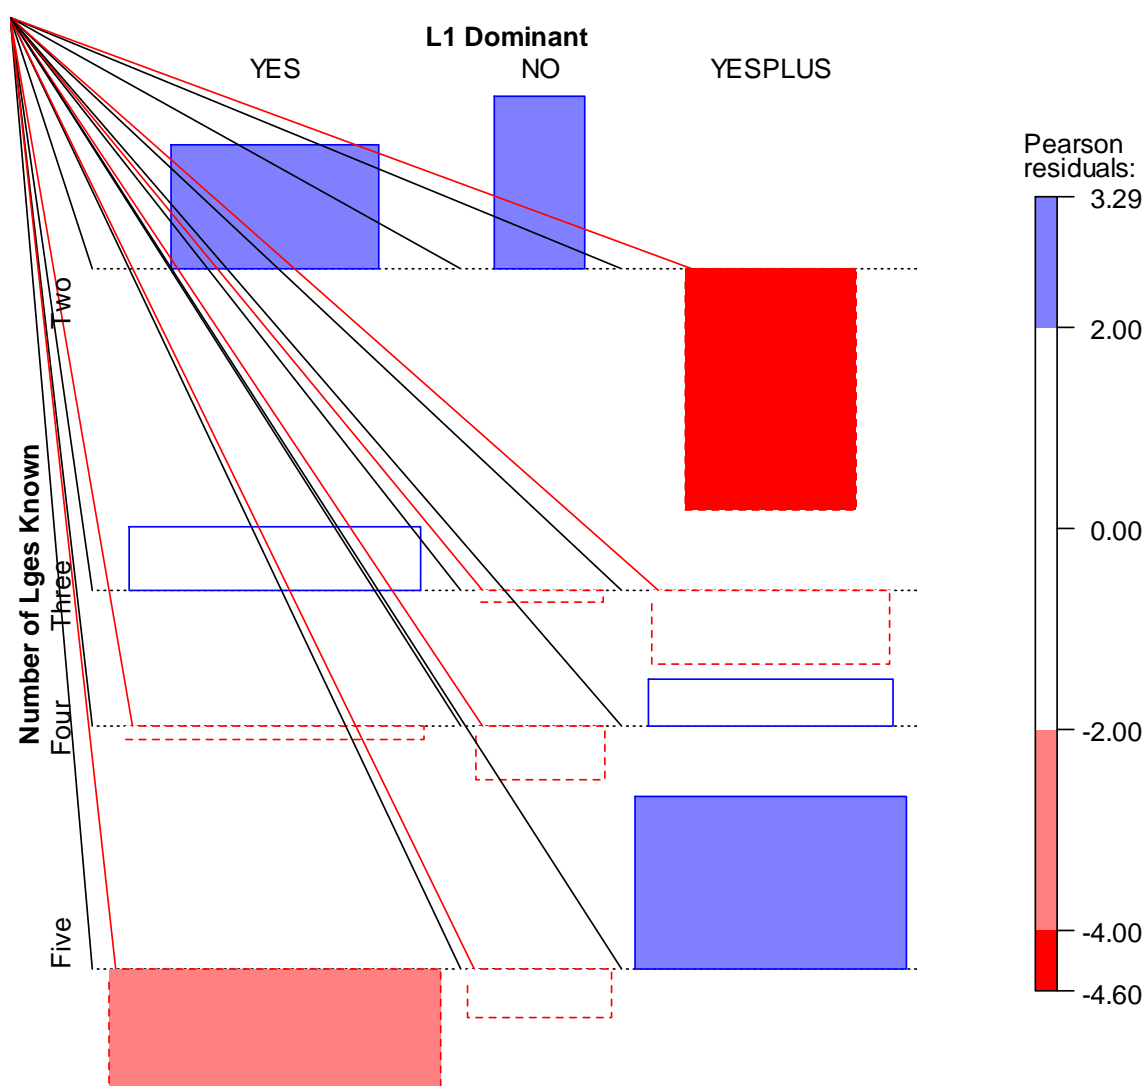 L1 Dominant
YES NO YESPLUS
Pearson
residuals:
3.29
2.00
0.00
-2.00
-4.00
-4.60
Number of Lges Known
Two
Three
Four
Five